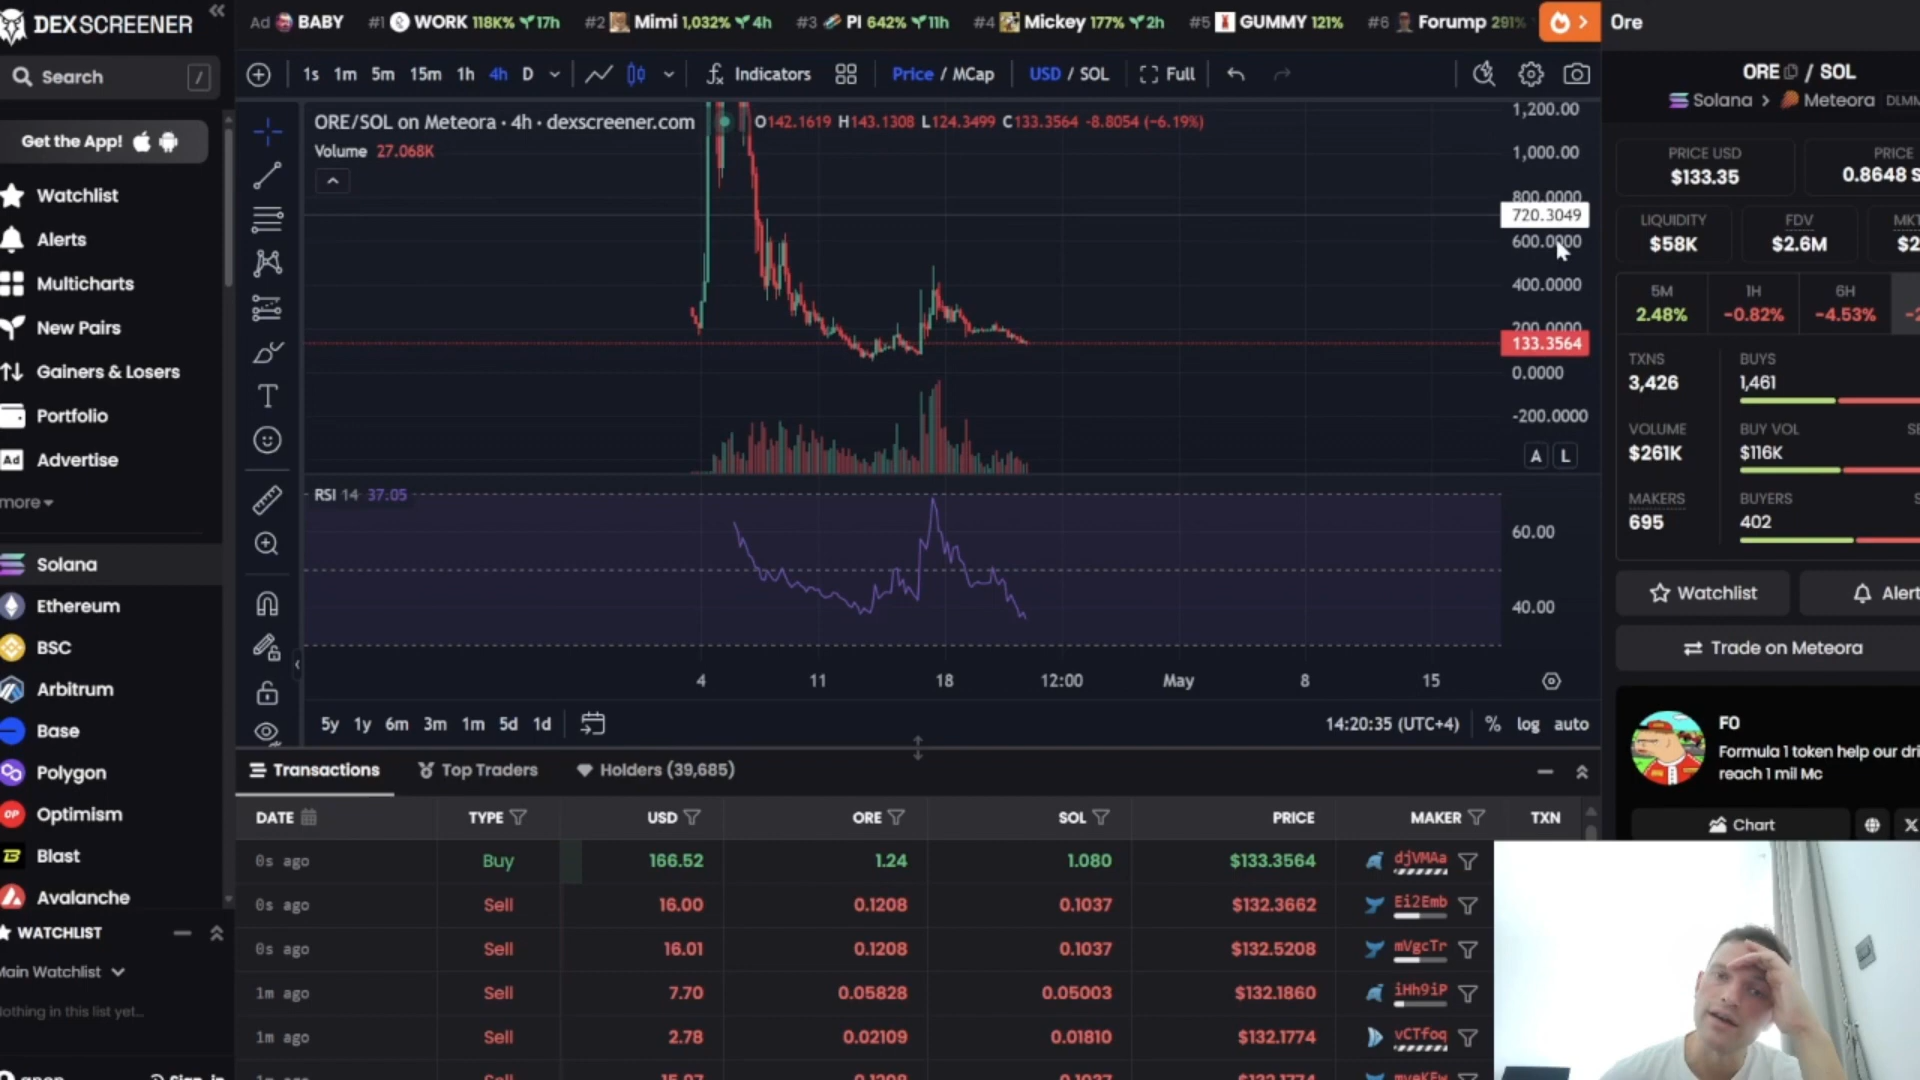 DEXSCREENER
Search /
Get the App!
Watchlist
Alerts
Multicharts
New Pairs
Gainers & Losers
Portfolio
Ad Advertise
more
Solana
Ethereum
BSC
Arbitrum
Base
Polygon
OP Optimism
Blast
Avalanche
WATCHLIST
Main Watchlist
Nothing in this list yet...
Ad BABY #1 WORK 118K% 17h #2 Mimi 1,032% 4h #3 PI 642% 11h #4 Mickey 177% 2h #5 GUMMY 121% #6 Forump 291%
1s 1m 5m 15m 1h 4h D Indicators Price / MCap USD / SOL Full
ORE/SOL on Meteora · 4h · dexscreener.com O142.1619 H143.1308 L124.3499 C133.3564 -8.8054 (-6.19%)
Volume 27.068K
1,200.00
1,000.00
800.0000
720.3049
600.0000
400.0000
200.0000
133.3564
0.0000
-200.0000
A L
RSI 14 37.05
60.00
40.00
4 11 18 12:00 May 8 15
5y 1y 6m 3m 1m 5d 1d 14:20:35 (UTC+4) % log auto
Transactions Top Traders Holders (39,685)
DATE TYPE USD ORE SOL PRICE MAKER TXN
0s ago Buy 166.52 1.24 1.080 $133.3564 djVMAa
0s ago Sell 16.00 0.1208 0.1037 $132.3662 Ei2Emb
0s ago Sell 16.01 0.1208 0.1037 $132.5208 mVgcTr
1m ago Sell 7.70 0.05828 0.05003 $132.1860 iHh9iP
1m ago Sell 2.78 0.02109 0.01810 $132.1774 vCTfoq
Ore
ORE / SOL
Solana > Meteora DLMM
PRICE USD
$133.35
PRICE
0.8648 S
LIQUIDITY
$58K
FDV
$2.6M
MKT
$2
5M
2.48%
1H
-0.82%
6H
-4.53%
TXNS
3,426
BUYS
1,461
VOLUME
$261K
BUY VOL
$116K
MAKERS
695
BUYERS
402
Watchlist
Alert
Trade on Meteora
FO
Formula 1 token help our dri
reach 1 mil Mc
Chart